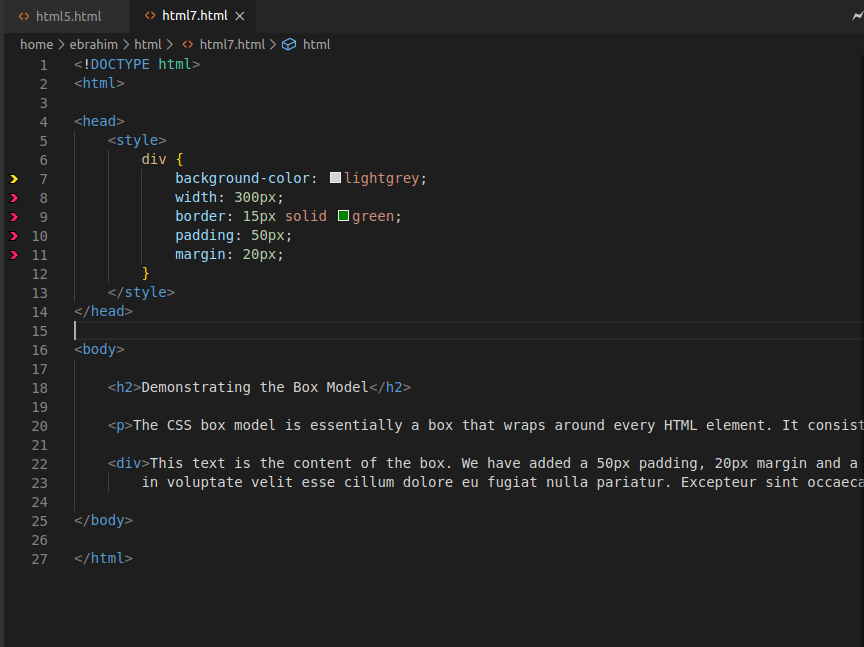 html5.html
html7.html
home > ebrahim > html > html7.html > html
1 <!DOCTYPE html>
2 <html>
3
4 <head>
5 <style>
6 div {
7 background-color: lightgrey;
8 width: 300px;
9 border: 15px solid green;
10 padding: 50px;
11 margin: 20px;
12 }
13 </style>
14 </head>
15
16 <body>
17
18 <h2>Demonstrating the Box Model</h2>
19
20 <p>The CSS box model is essentially a box that wraps around every HTML element. It consist
21
22 <div>This text is the content of the box. We have added a 50px padding, 20px margin and a
23 in voluptate velit esse cillum dolore eu fugiat nulla pariatur. Excepteur sint occaeca
24
25 </body>
26
27 </html>